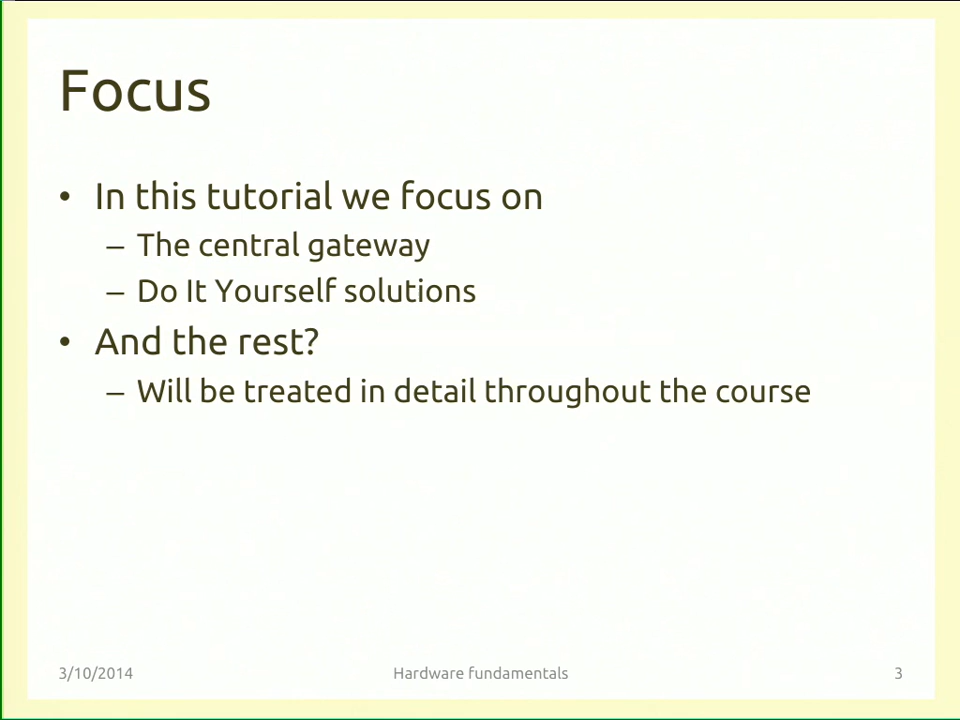 Focus
• In this tutorial we focus on
– The central gateway
– Do It Yourself solutions
• And the rest?
– Will be treated in detail throughout the course
3/10/2014
Hardware fundamentals
3